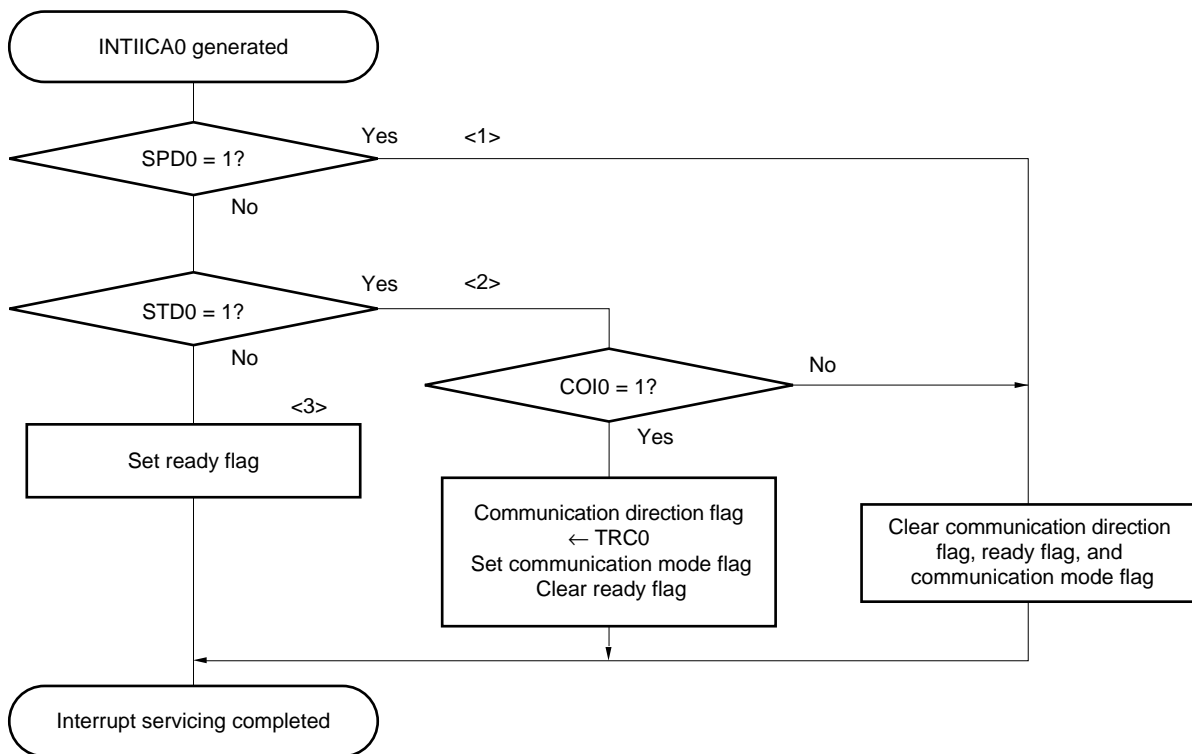 INTIICA0 generated
Yes
<1>
SPD0 = 1?
No
Yes
<2>
STD0 = 1?
No
COI0 = 1?
No
<3>
Yes
Set ready flag
Communication direction flag
← TRC0
Set communication mode flag
Clear ready flag
Clear communication direction
flag, ready flag, and
communication mode flag
Interrupt servicing completed